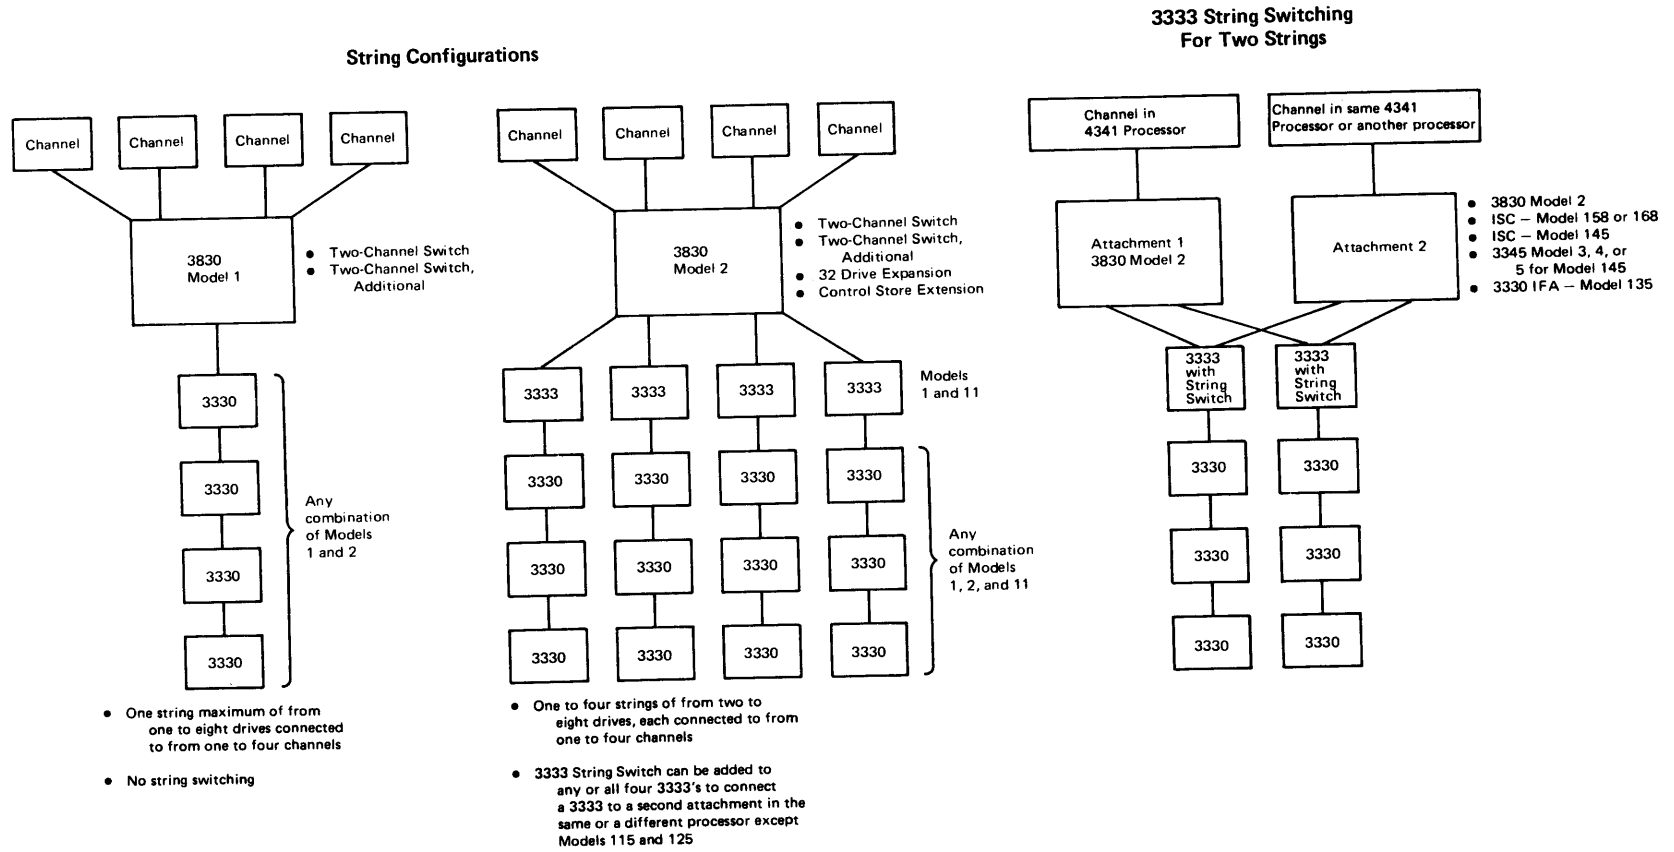 String Configurations
Channel
Channel
Channel
Channel
3830
Model 1
● Two-Channel Switch
● Two-Channel Switch,
Additional
3330
3330
3330
3330
Any
combination
of Models
1 and 2
● One string maximum of from
one to eight drives connected
to from one to four channels
● No string switching
Channel
Channel
Channel
Channel
3830
Model 2
● Two-Channel Switch
● Two-Channel Switch,
Additional
● 32 Drive Expansion
● Control Store Extension
3333
3333
3333
3333
Models
1 and 11
3330
3330
3330
3330
3330
3330
3330
3330
3330
3330
3330
3330
Any
combination
of Models
1, 2, and 11
● One to four strings of from two to
eight drives, each connected to from
one to four channels
● 3333 String Switch can be added to
any or all four 3333's to connect
a 3333 to a second attachment in the
same or a different processor except
Models 115 and 125
3333 String Switching
For Two Strings
Channel in
4341 Processor
Channel in same 4341
Processor or another processor
Attachment 1
3830 Model 2
Attachment 2
● 3830 Model 2
● ISC – Model 158 or 168
● ISC – Model 145
● 3345 Model 3, 4, or
5 for Model 145
● 3330 IFA – Model 135
3333
with
String
Switch
3333
with
String
Switch
3330
3330
3330
3330
3330
3330